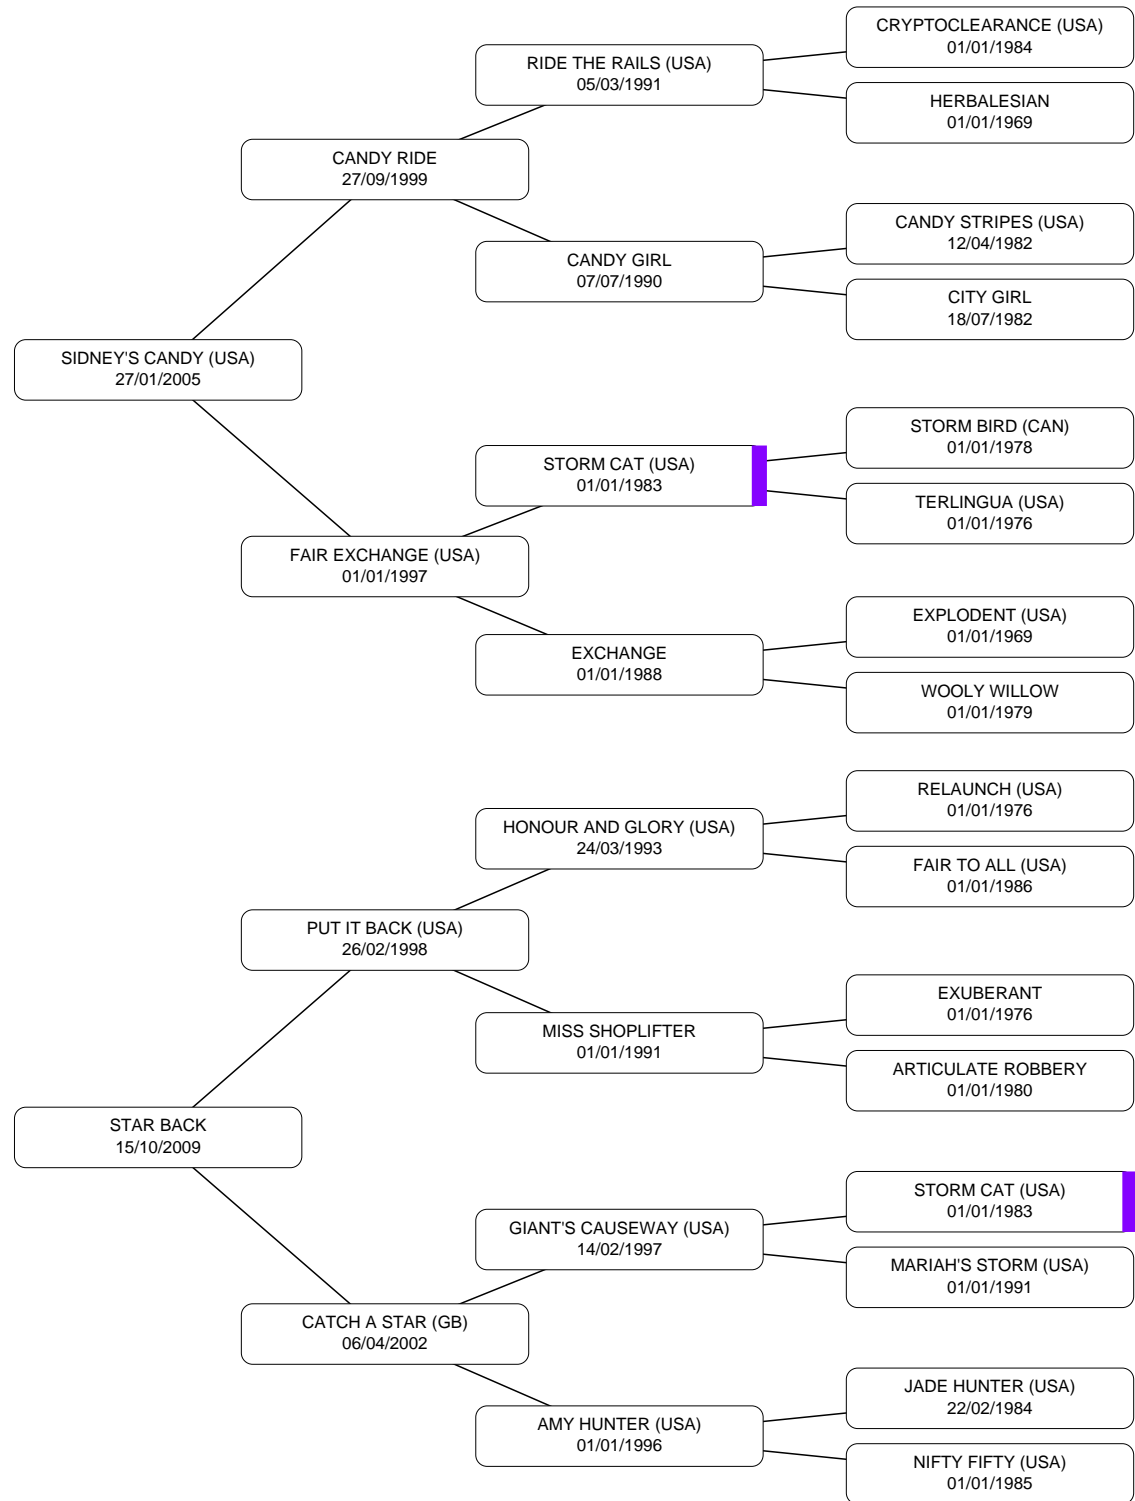 CRYPTOCLEARANCE (USA)
01/01/1984
RIDE THE RAILS (USA)
05/03/1991
HERBALESIAN
01/01/1969
CANDY RIDE
27/09/1999
CANDY STRIPES (USA)
12/04/1982
CANDY GIRL
07/07/1990
CITY GIRL
18/07/1982
SIDNEY'S CANDY (USA)
27/01/2005
STORM BIRD (CAN)
01/01/1978
STORM CAT (USA)
01/01/1983
TERLINGUA (USA)
01/01/1976
FAIR EXCHANGE (USA)
01/01/1997
EXPLODENT (USA)
01/01/1969
EXCHANGE
01/01/1988
WOOLY WILLOW
01/01/1979
RELAUNCH (USA)
01/01/1976
HONOUR AND GLORY (USA)
24/03/1993
FAIR TO ALL (USA)
01/01/1986
PUT IT BACK (USA)
26/02/1998
EXUBERANT
01/01/1976
MISS SHOPLIFTER
01/01/1991
ARTICULATE ROBBERY
01/01/1980
STAR BACK
15/10/2009
STORM CAT (USA)
01/01/1983
GIANT'S CAUSEWAY (USA)
14/02/1997
MARIAH'S STORM (USA)
01/01/1991
CATCH A STAR (GB)
06/04/2002
JADE HUNTER (USA)
22/02/1984
AMY HUNTER (USA)
01/01/1996
NIFTY FIFTY (USA)
01/01/1985